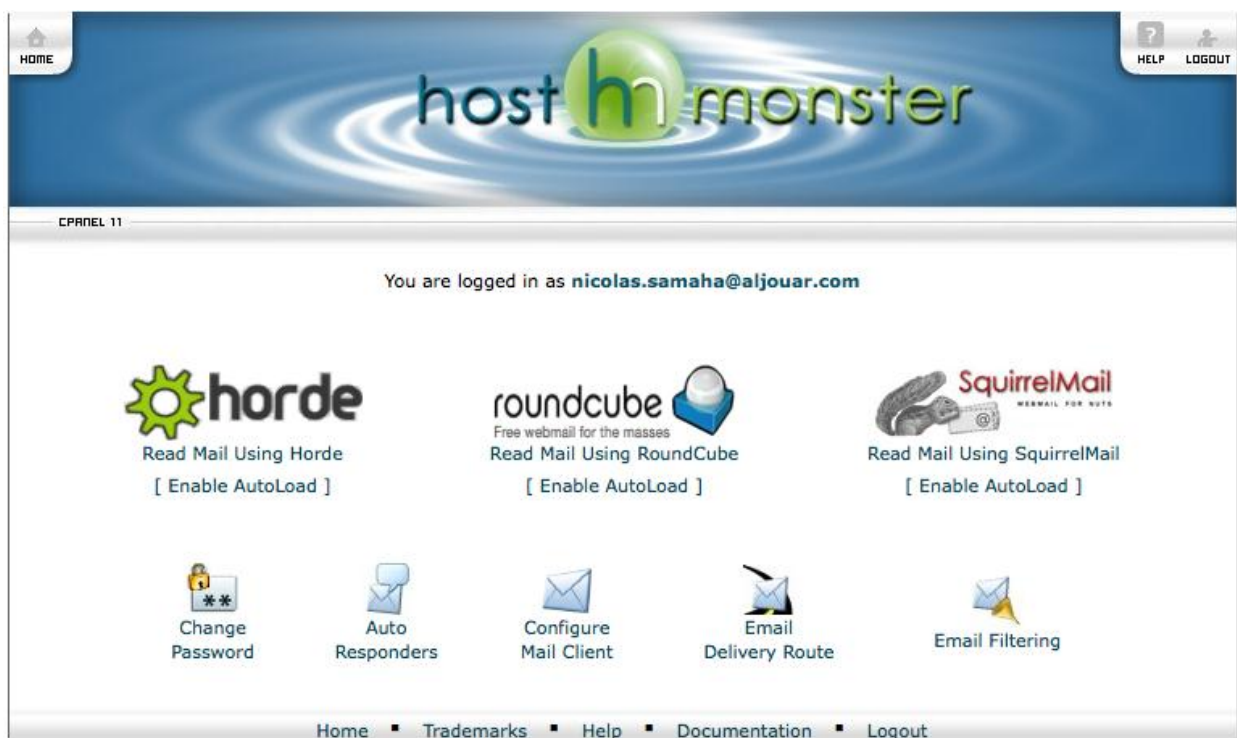 HOME
HELP LOGOUT
host hm monster
CPANEL 11
You are logged in as nicolas.samaha@aljouar.com
horde
roundcube
Free webmail for the masses
SquirrelMail
WEBMAIL FOR NUTS
@
Read Mail Using Horde
Read Mail Using RoundCube
Read Mail Using SquirrelMail
[ Enable AutoLoad ]
[ Enable AutoLoad ]
[ Enable AutoLoad ]
**
Change
Password
Auto
Responders
Configure
Mail Client
Email
Delivery Route
Email Filtering
Home ▪ Trademarks ▪ Help ▪ Documentation ▪ Logout